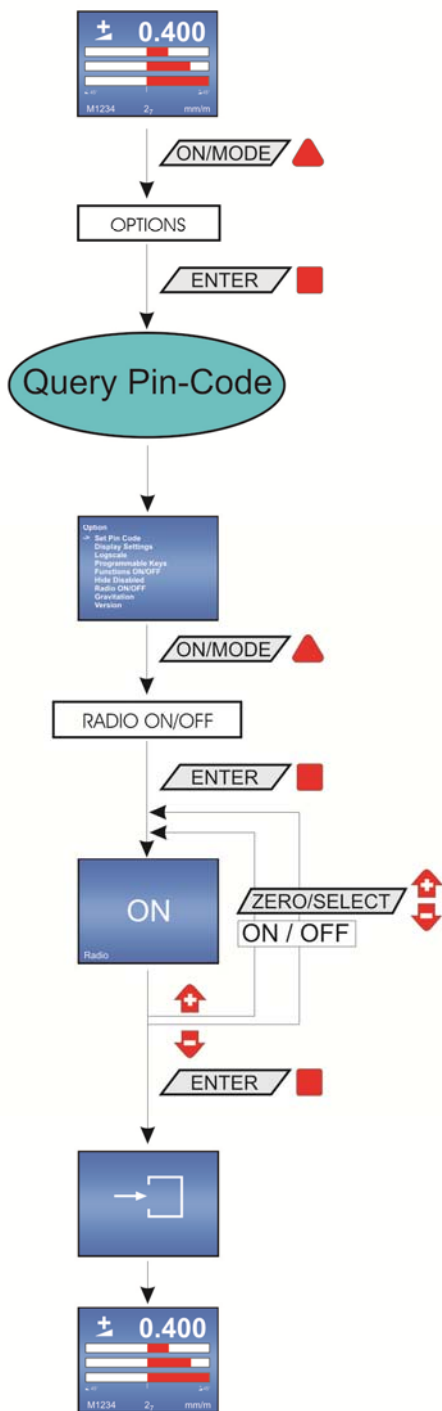 ± 0.400
M1234 2₇ mm/m
ON/MODE
OPTIONS
ENTER
Query Pin-Code
Option
-> Set Pin Code
Display Settings
Logscale
Programmable Keys
Functions ON/OFF
Hide Disabled
Radio ON/OFF
Gravitation
Version
ON/MODE
RADIO ON/OFF
ENTER
ON
Radio
ZERO/SELECT
ON / OFF
ENTER
± 0.400
M1234 2₇ mm/m